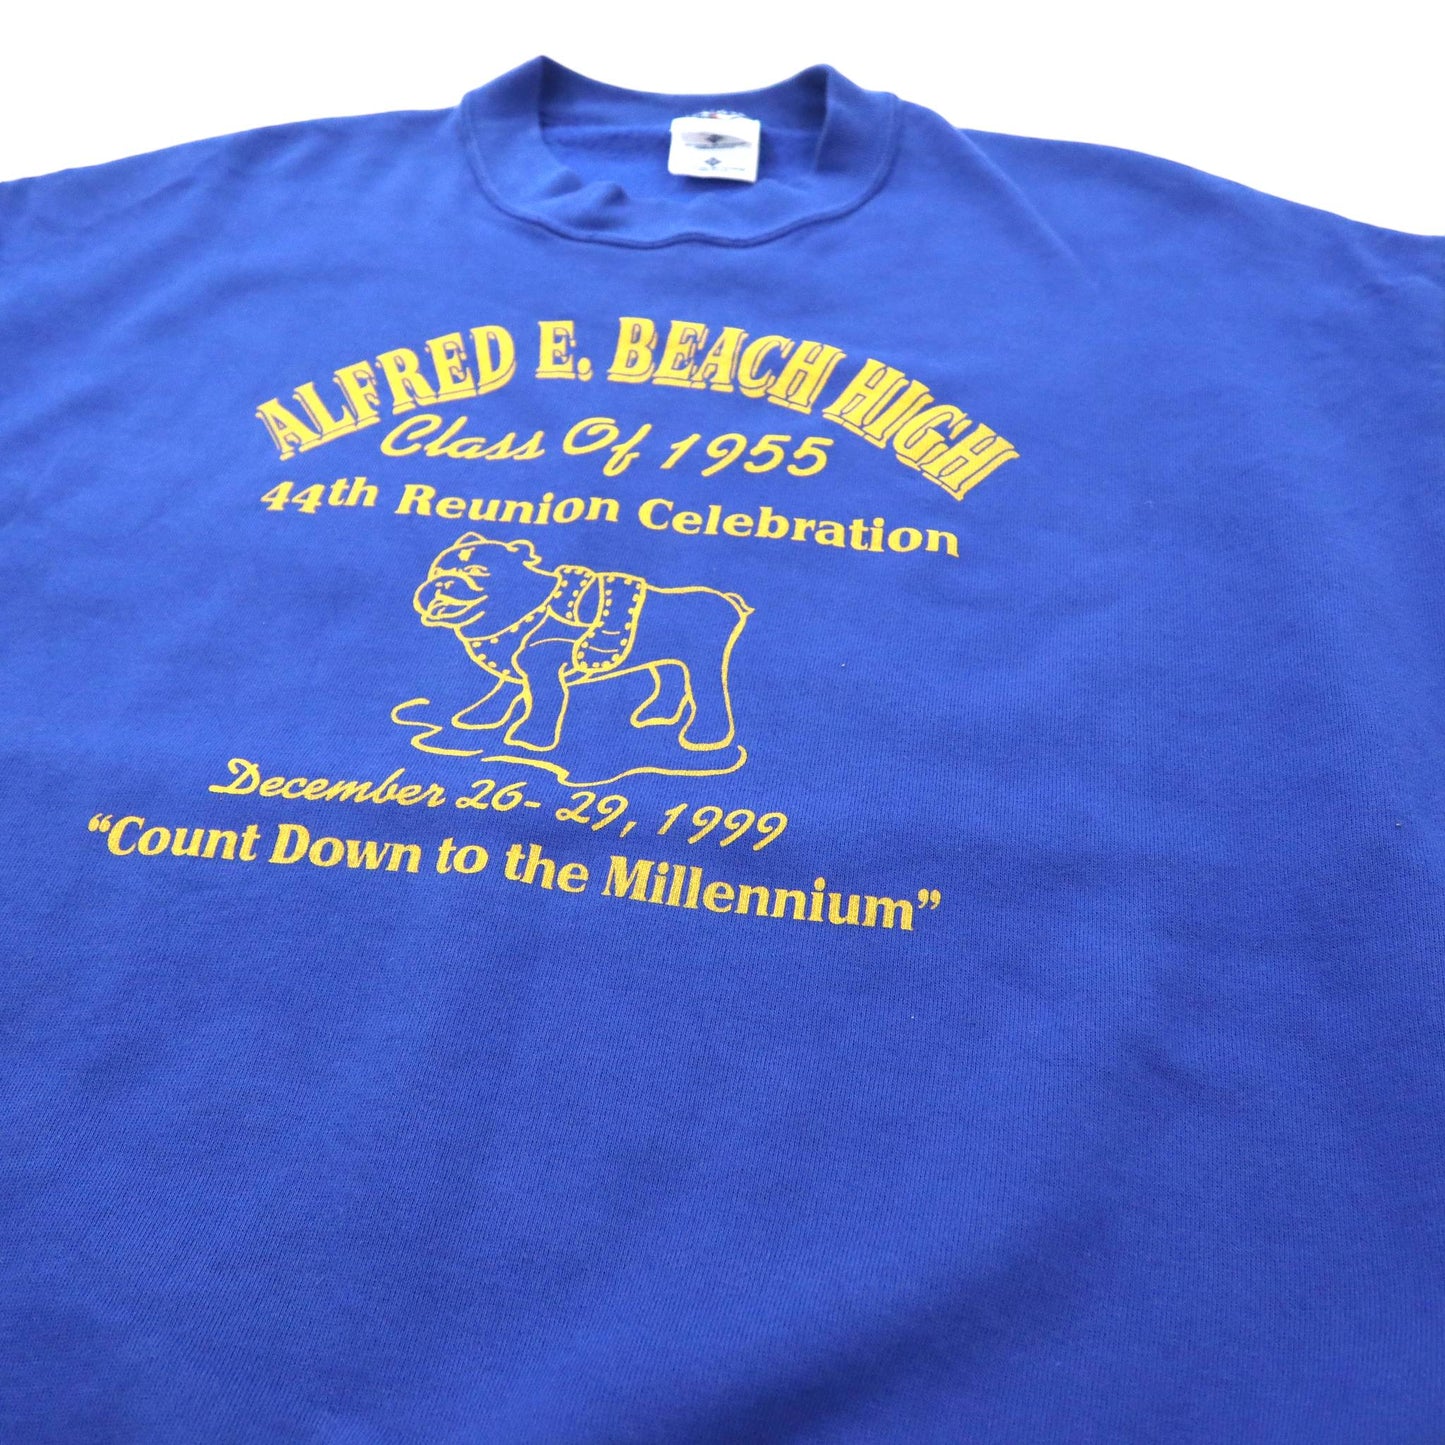 ALFRED E. BEACH HIGH
Class Of 1955
44th Reunion Celebration
December 26-29, 1999
“Count Down to the Millennium”